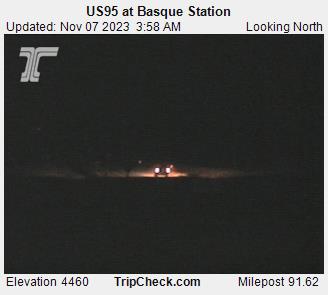 US95 at Basque Station
Updated: Nov 07 2023 3:58 AM Looking North
Elevation 4460 TripCheck.com Milepost 91.62